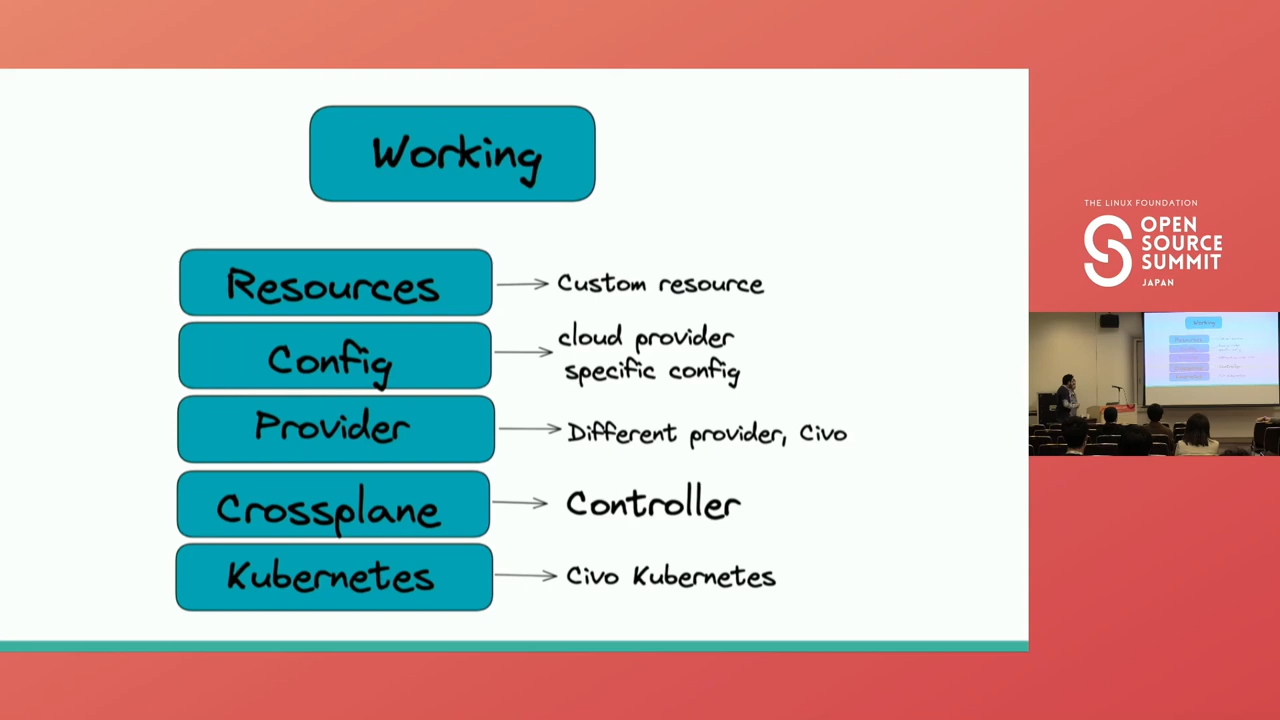 Working
Resources
Custom resource
Config
cloud provider
specific config
Provider
Different provider, Civo
Crossplane
Controller
Kubernetes
Civo Kubernetes
THE LINUX FOUNDATION
OPEN
SOURCE
SUMMIT
JAPAN
Working